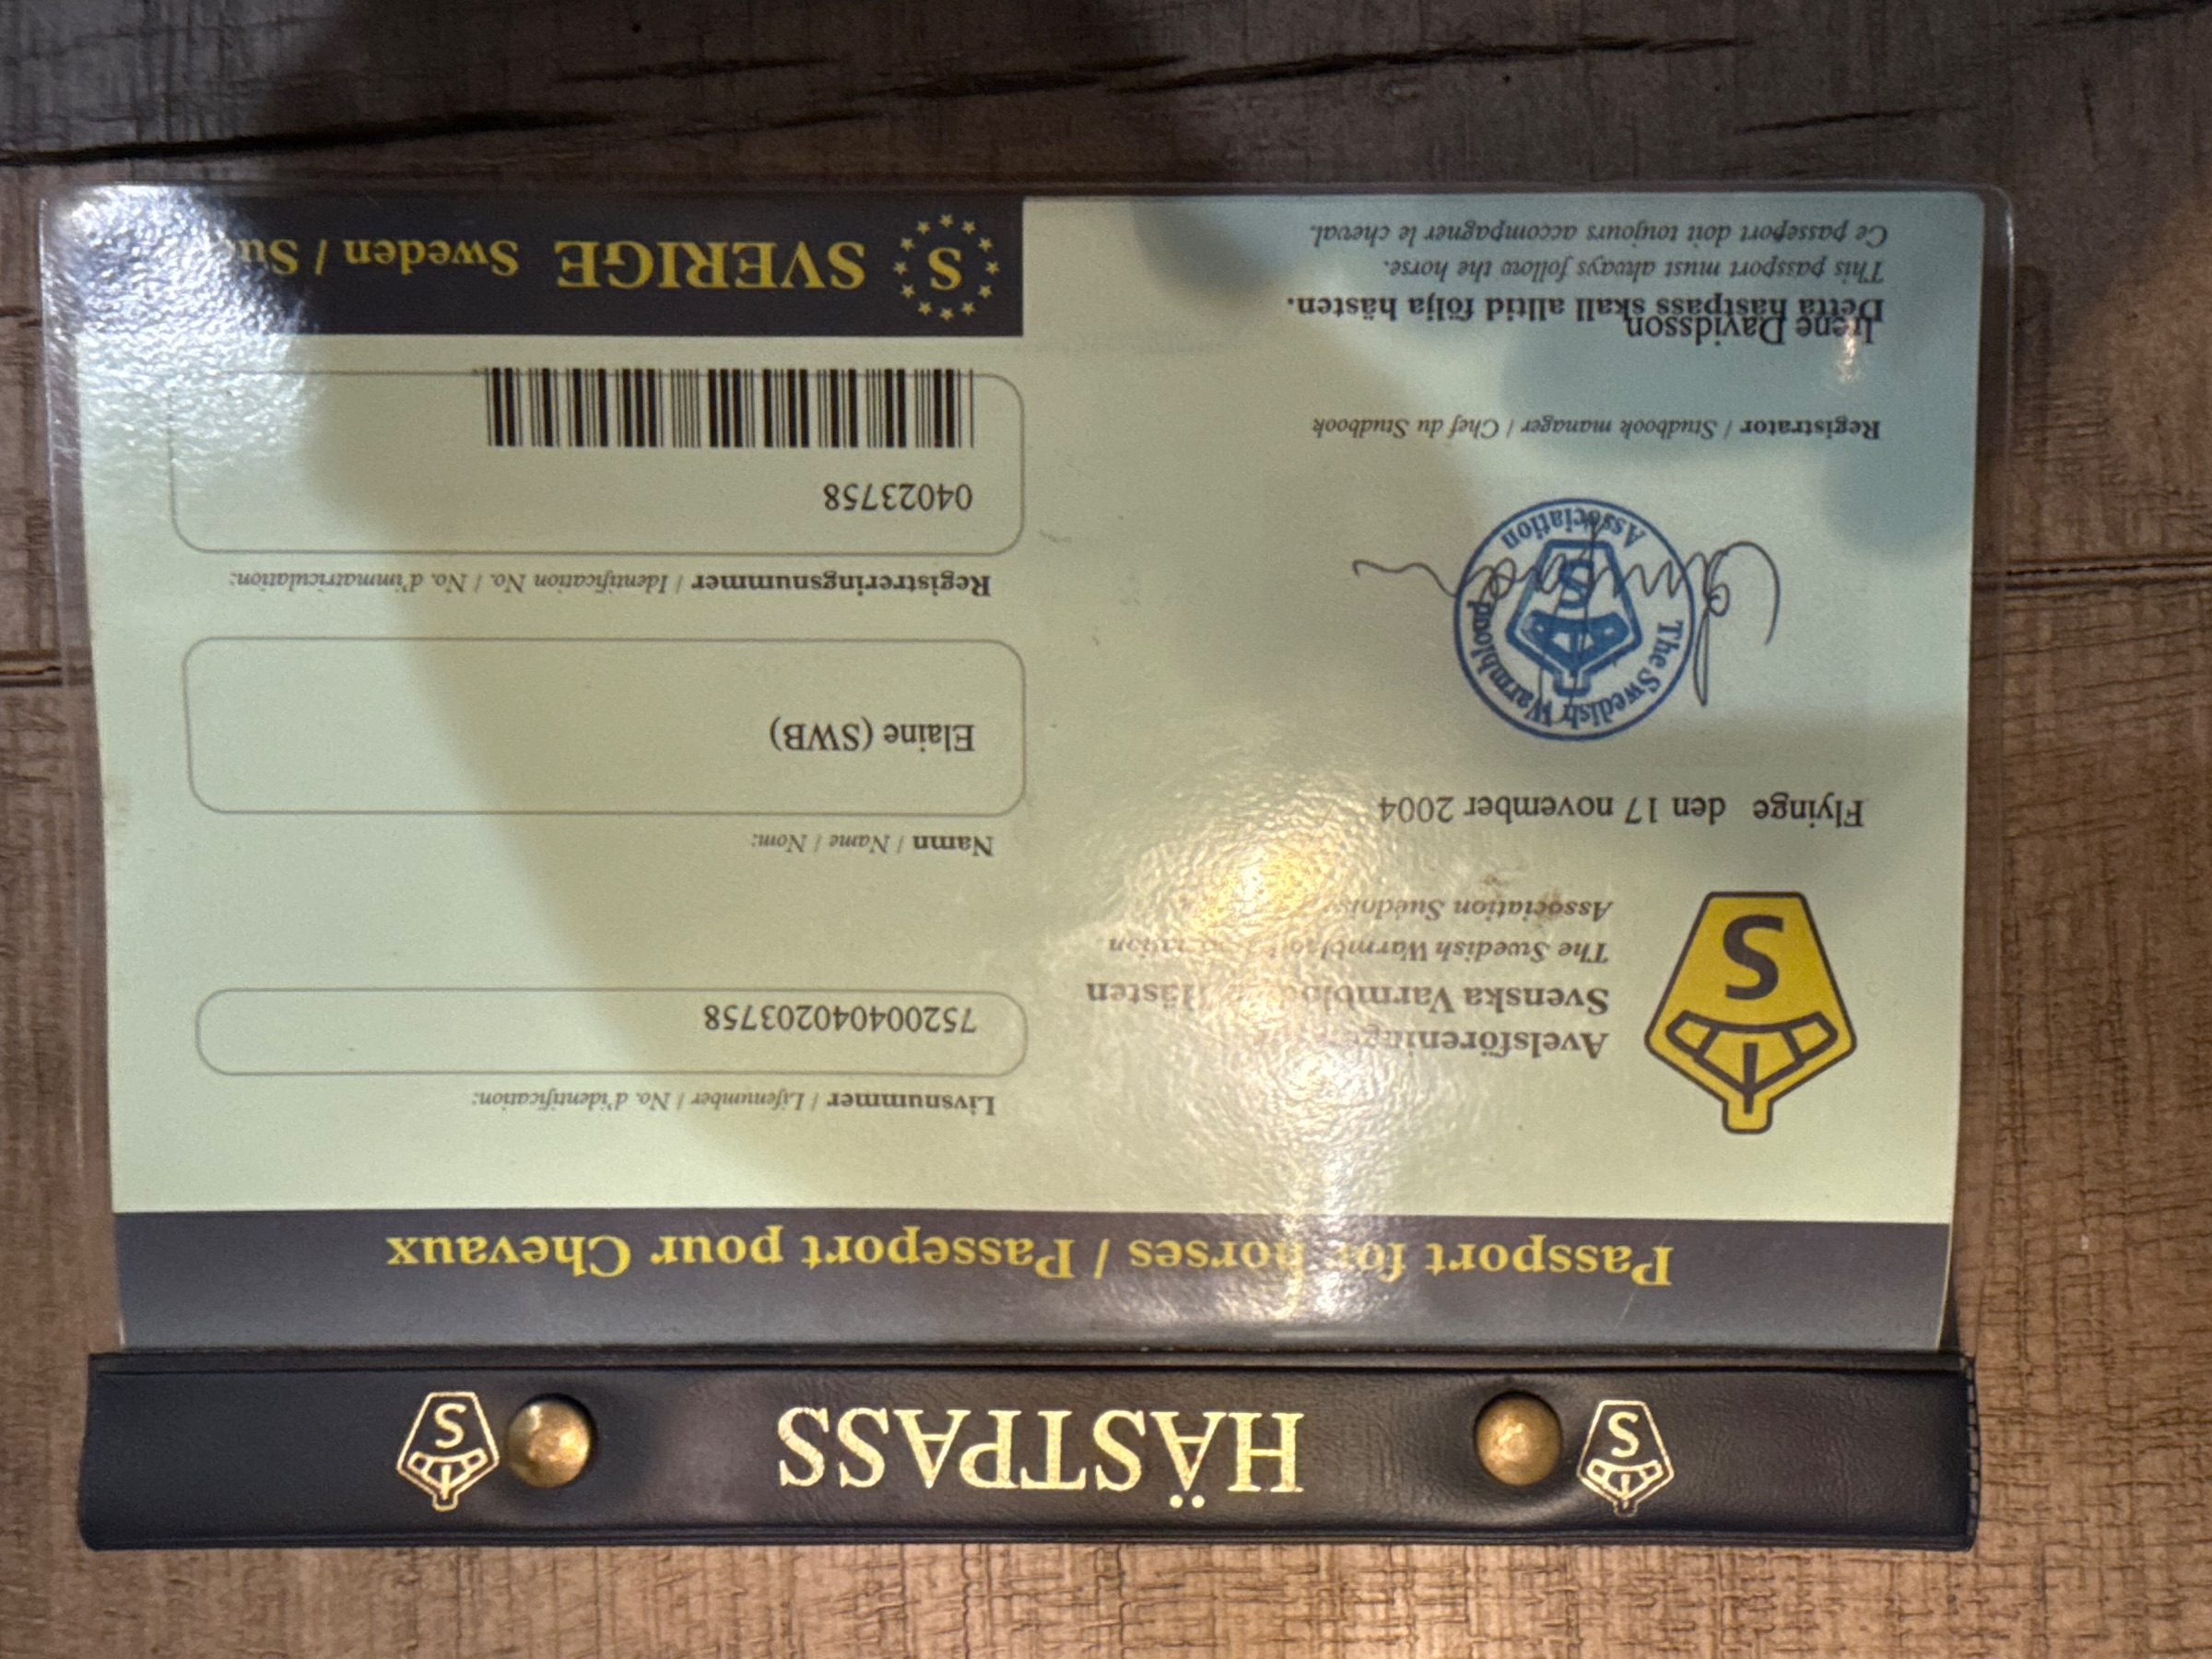 HÄSTPASS
Passport for horses / Passeport pour Chevaux
S
Avelsföreningen
Svenska Varmblodiga Hästen
The Swedish Warmblood Association
Association Suédois
Flyinge den 17 november 2004
The Swedish Warmblood
Association
S
Registrator / Studbook manager / Chef du Studbook
Irene Davidsson
Detta hästpass skall alltid följa hästen.
This passport must always follow the horse.
Ce passeport doit toujours accompagner le cheval.
Livsnummer / Lifenumber / No. d'identification:
752004040203758
Namn / Name / Nom:
Elaine (SWB)
Registreringsnummer / Identification No. / No. d'immatriculation:
04023758
S SVERIGE Sweden /
S
S